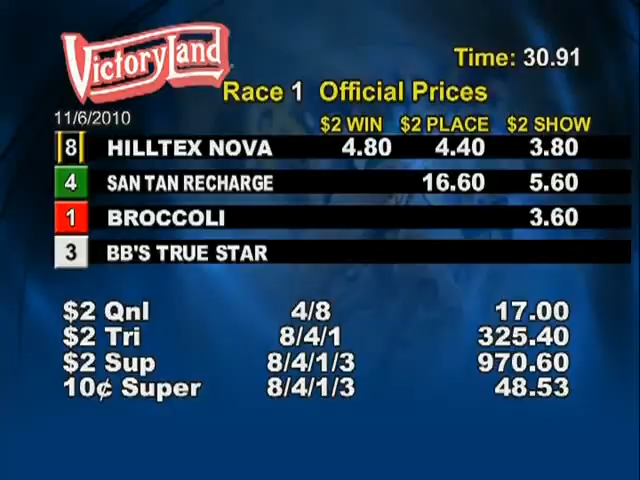 VictoryLand
Time: 30.91
Race 1 Official Prices
11/6/2010
$2 WIN $2 PLACE $2 SHOW
8 HILLTEX NOVA 4.80 4.40 3.80
4 SAN TAN RECHARGE 16.60 5.60
1 BROCCOLI 3.60
3 BB'S TRUE STAR
$2 Qnl 4/8 17.00
$2 Tri 8/4/1 325.40
$2 Sup 8/4/1/3 970.60
10¢ Super 8/4/1/3 48.53